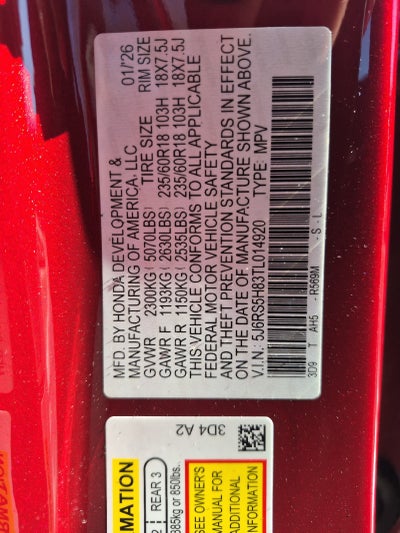 MFD. BY HONDA DEVELOPMENT &
MANUFACTURING OF AMERICA, LLC 01/'26
GVWR 2300KG(5070LBS) TIRE SIZE RIM SIZE
GAWR F 1193KG(2630LBS) 235/60R18 103H 18X7.5J
GAWR R 1150KG(2535LBS) 235/60R18 103H 18X7.5J
THIS VEHICLE CONFORMS TO ALL APPLICABLE
FEDERAL MOTOR VEHICLE SAFETY
AND THEFT PREVENTION STANDARDS IN EFFECT
ON THE DATE OF MANUFACTURE SHOWN ABOVE.
V.I.N.: 5J6RS5H83TL014920 TYPE: MPV
3D9 T AH5 - R569M - S - L
3D4 A2
REAR 3
385kg or 850lbs.
SEE OWNER'S
MANUAL FOR
ADDITIONAL